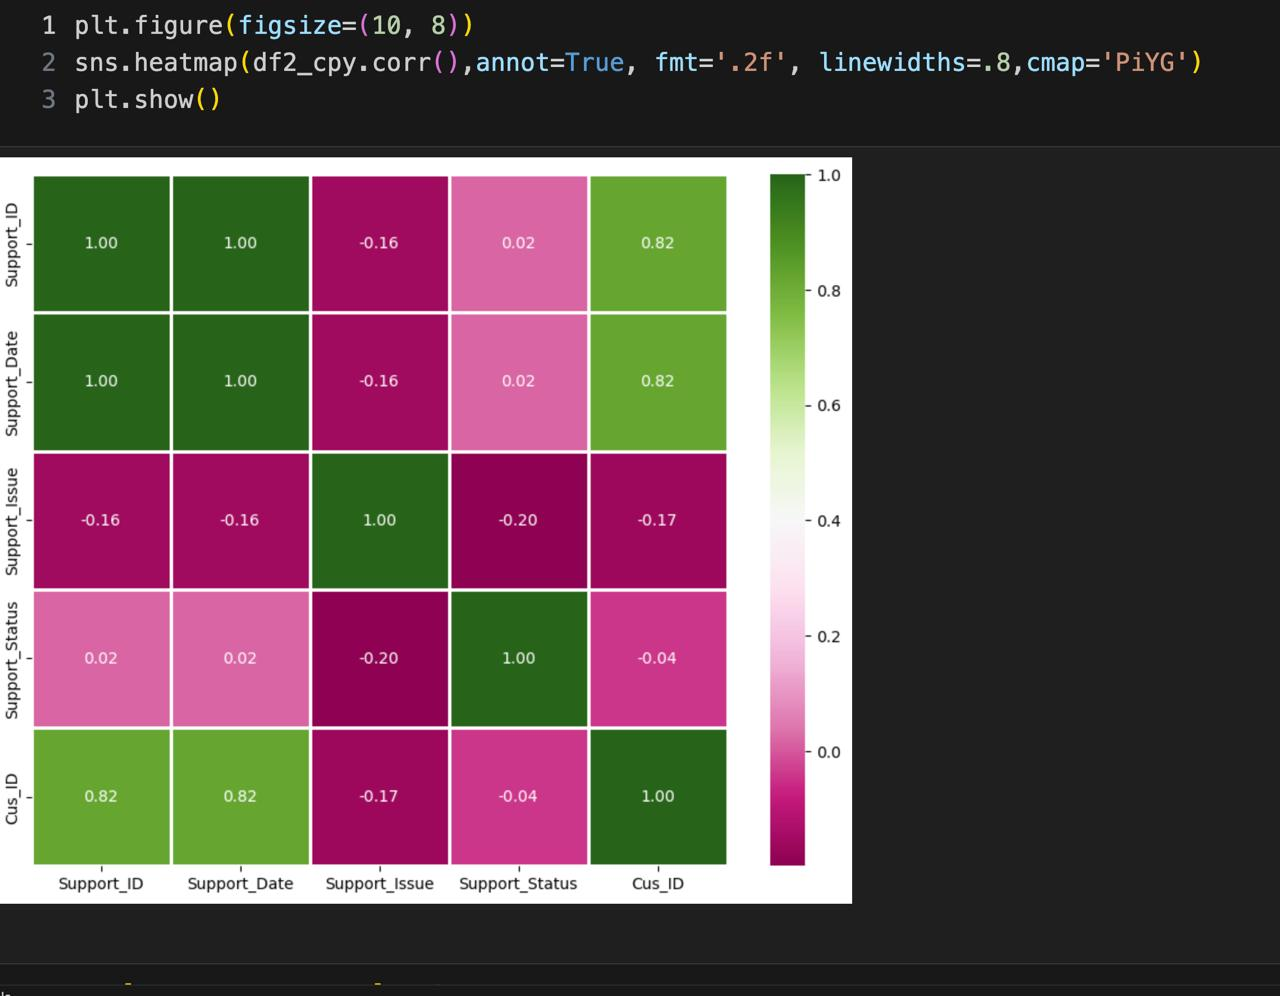 1 plt.figure(figsize=(10, 8))
2 sns.heatmap(df2_cpy.corr(),annot=True, fmt='.2f', linewidths=.8,cmap='PiYG')
3 plt.show()
Support_ID 1.00 1.00 -0.16 0.02 0.82
Support_Date 1.00 1.00 -0.16 0.02 0.82
Support_Issue -0.16 -0.16 1.00 -0.20 -0.17
Support_Status 0.02 0.02 -0.20 1.00 -0.04
Cus_ID 0.82 0.82 -0.17 -0.04 1.00
Support_ID Support_Date Support_Issue Support_Status Cus_ID
1.0
0.8
0.6
0.4
0.2
0.0